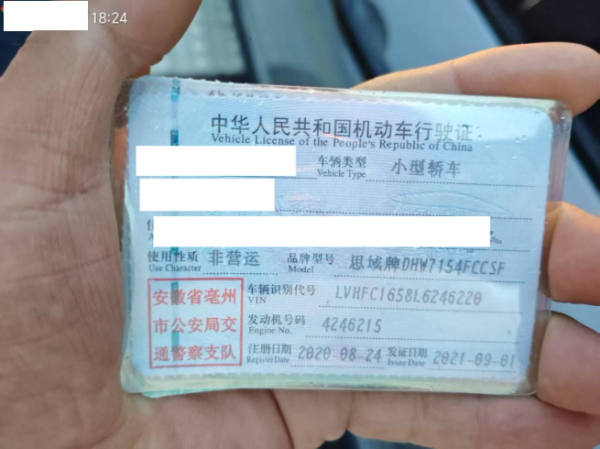 18:24
中华人民共和国机动车行驶证
Vehicle License of the People's Republic of China
车辆类型 小型轿车
Vehicle Type
使用性质 非营运 品牌型号 思域牌DHW7154FCCSF
Use Character Model
安徽省亳州
市公安局交
通警察支队
车辆识别代号 LVHFC1658L6246220
VIN
发动机号码 4246215
Engine No.
注册日期 2020-08-24 发证日期 2021-09-01
Register Date Issue Date